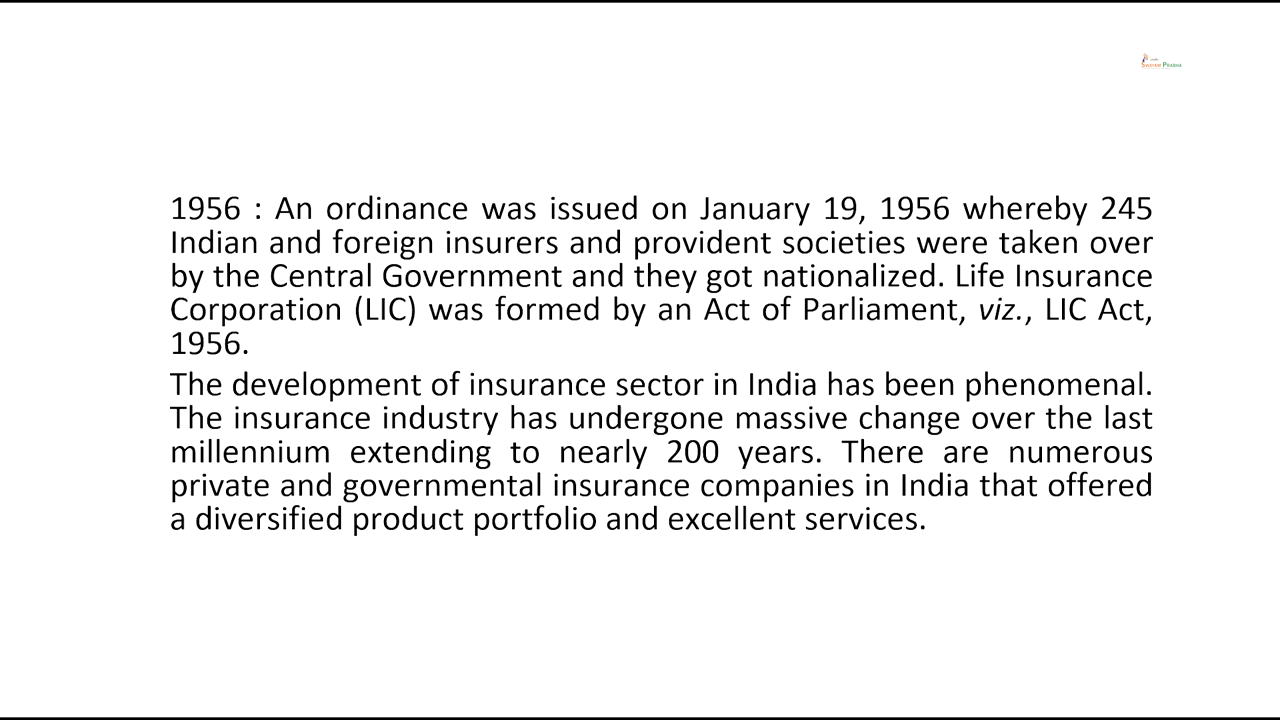 SWAYAM PRABHA
1956 : An ordinance was issued on January 19, 1956 whereby 245
Indian and foreign insurers and provident societies were taken over
by the Central Government and they got nationalized. Life Insurance
Corporation (LIC) was formed by an Act of Parliament, viz., LIC Act,
1956.
The development of insurance sector in India has been phenomenal.
The insurance industry has undergone massive change over the last
millennium extending to nearly 200 years. There are numerous
private and governmental insurance companies in India that offered
a diversified product portfolio and excellent services.